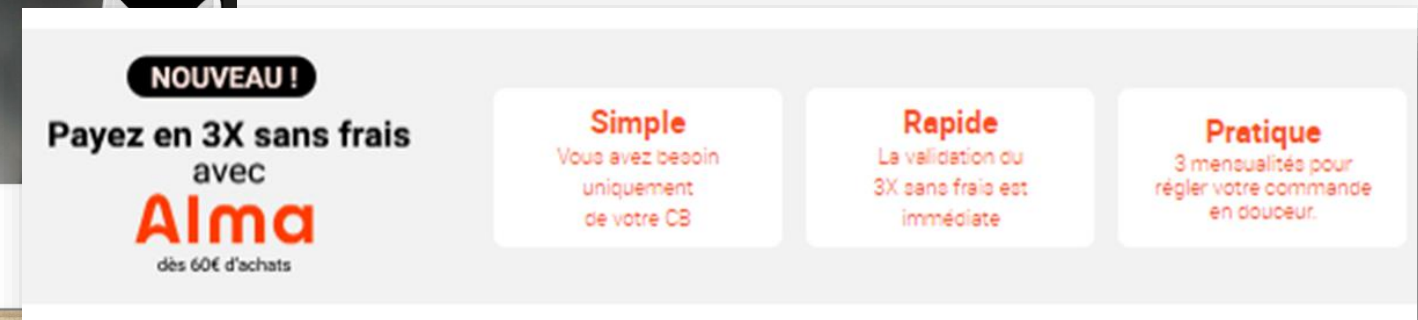 NOUVEAU !
Payez en 3X sans frais
avec
Alma
dès 60€ d'achats
Simple
Vous avez besoin
uniquement
de votre CB
Rapide
La validation du
3X sans frais est
immédiate
Pratique
3 mensualités pour
régler votre commande
en douceur.